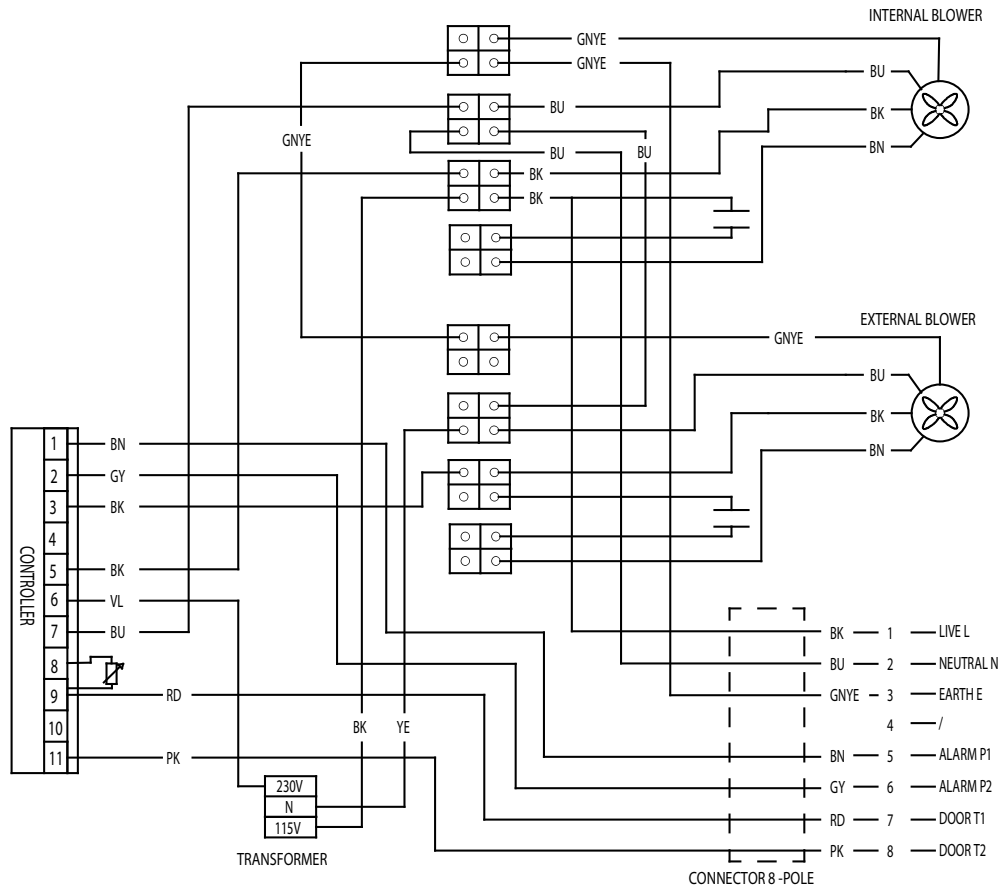 INTERNAL BLOWER
GNYE
GNYE
BU
BU
BK
GNYE
BU
BU
BN
BK
BK
EXTERNAL BLOWER
GNYE
BU
BK
BN
CONTROLLER
1 BN
2 GY
3 BK
4
5 BK
6 VL
7 BU
8
9 RD
10
11 PK
BK YE
230V
N
115V
TRANSFORMER
BK 1 LIVE L
BU 2 NEUTRAL N
GNYE 3 EARTH E
4 /
BN 5 ALARM P1
GY 6 ALARM P2
RD 7 DOOR T1
PK 8 DOOR T2
CONNECTOR 8 -POLE